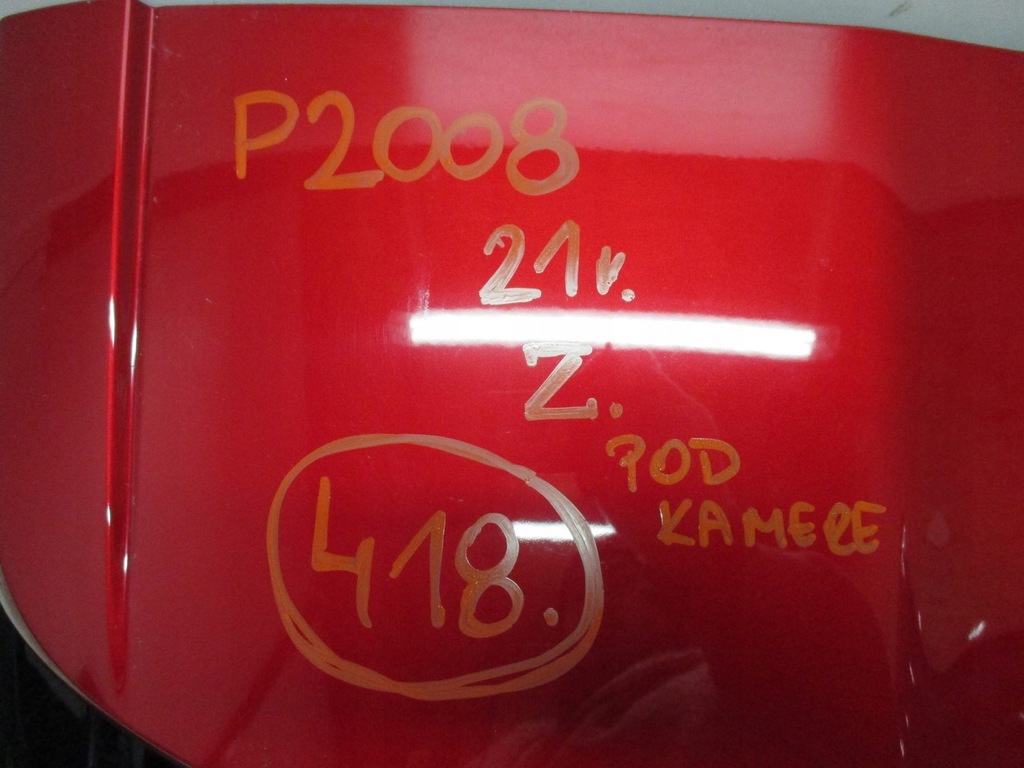 P2008
21r.
Z.
POD
KAMERE
418.